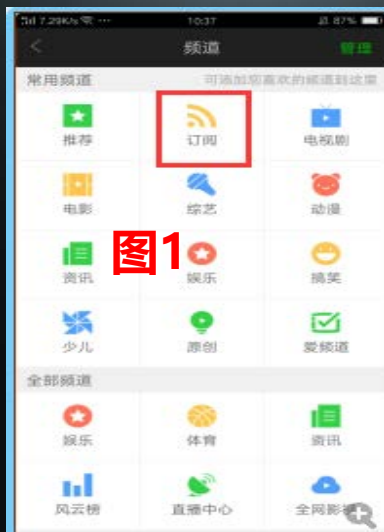 7.29K/s 10:37 87%
频道 管理
常用频道 可添加您喜欢的频道到这里
推荐 订阅 电视剧
电影 综艺 动漫
图1
资讯 娱乐 搞笑
少儿 原创 爱频道
全部频道
娱乐 体育 资讯
风云榜 直播中心 全网影视